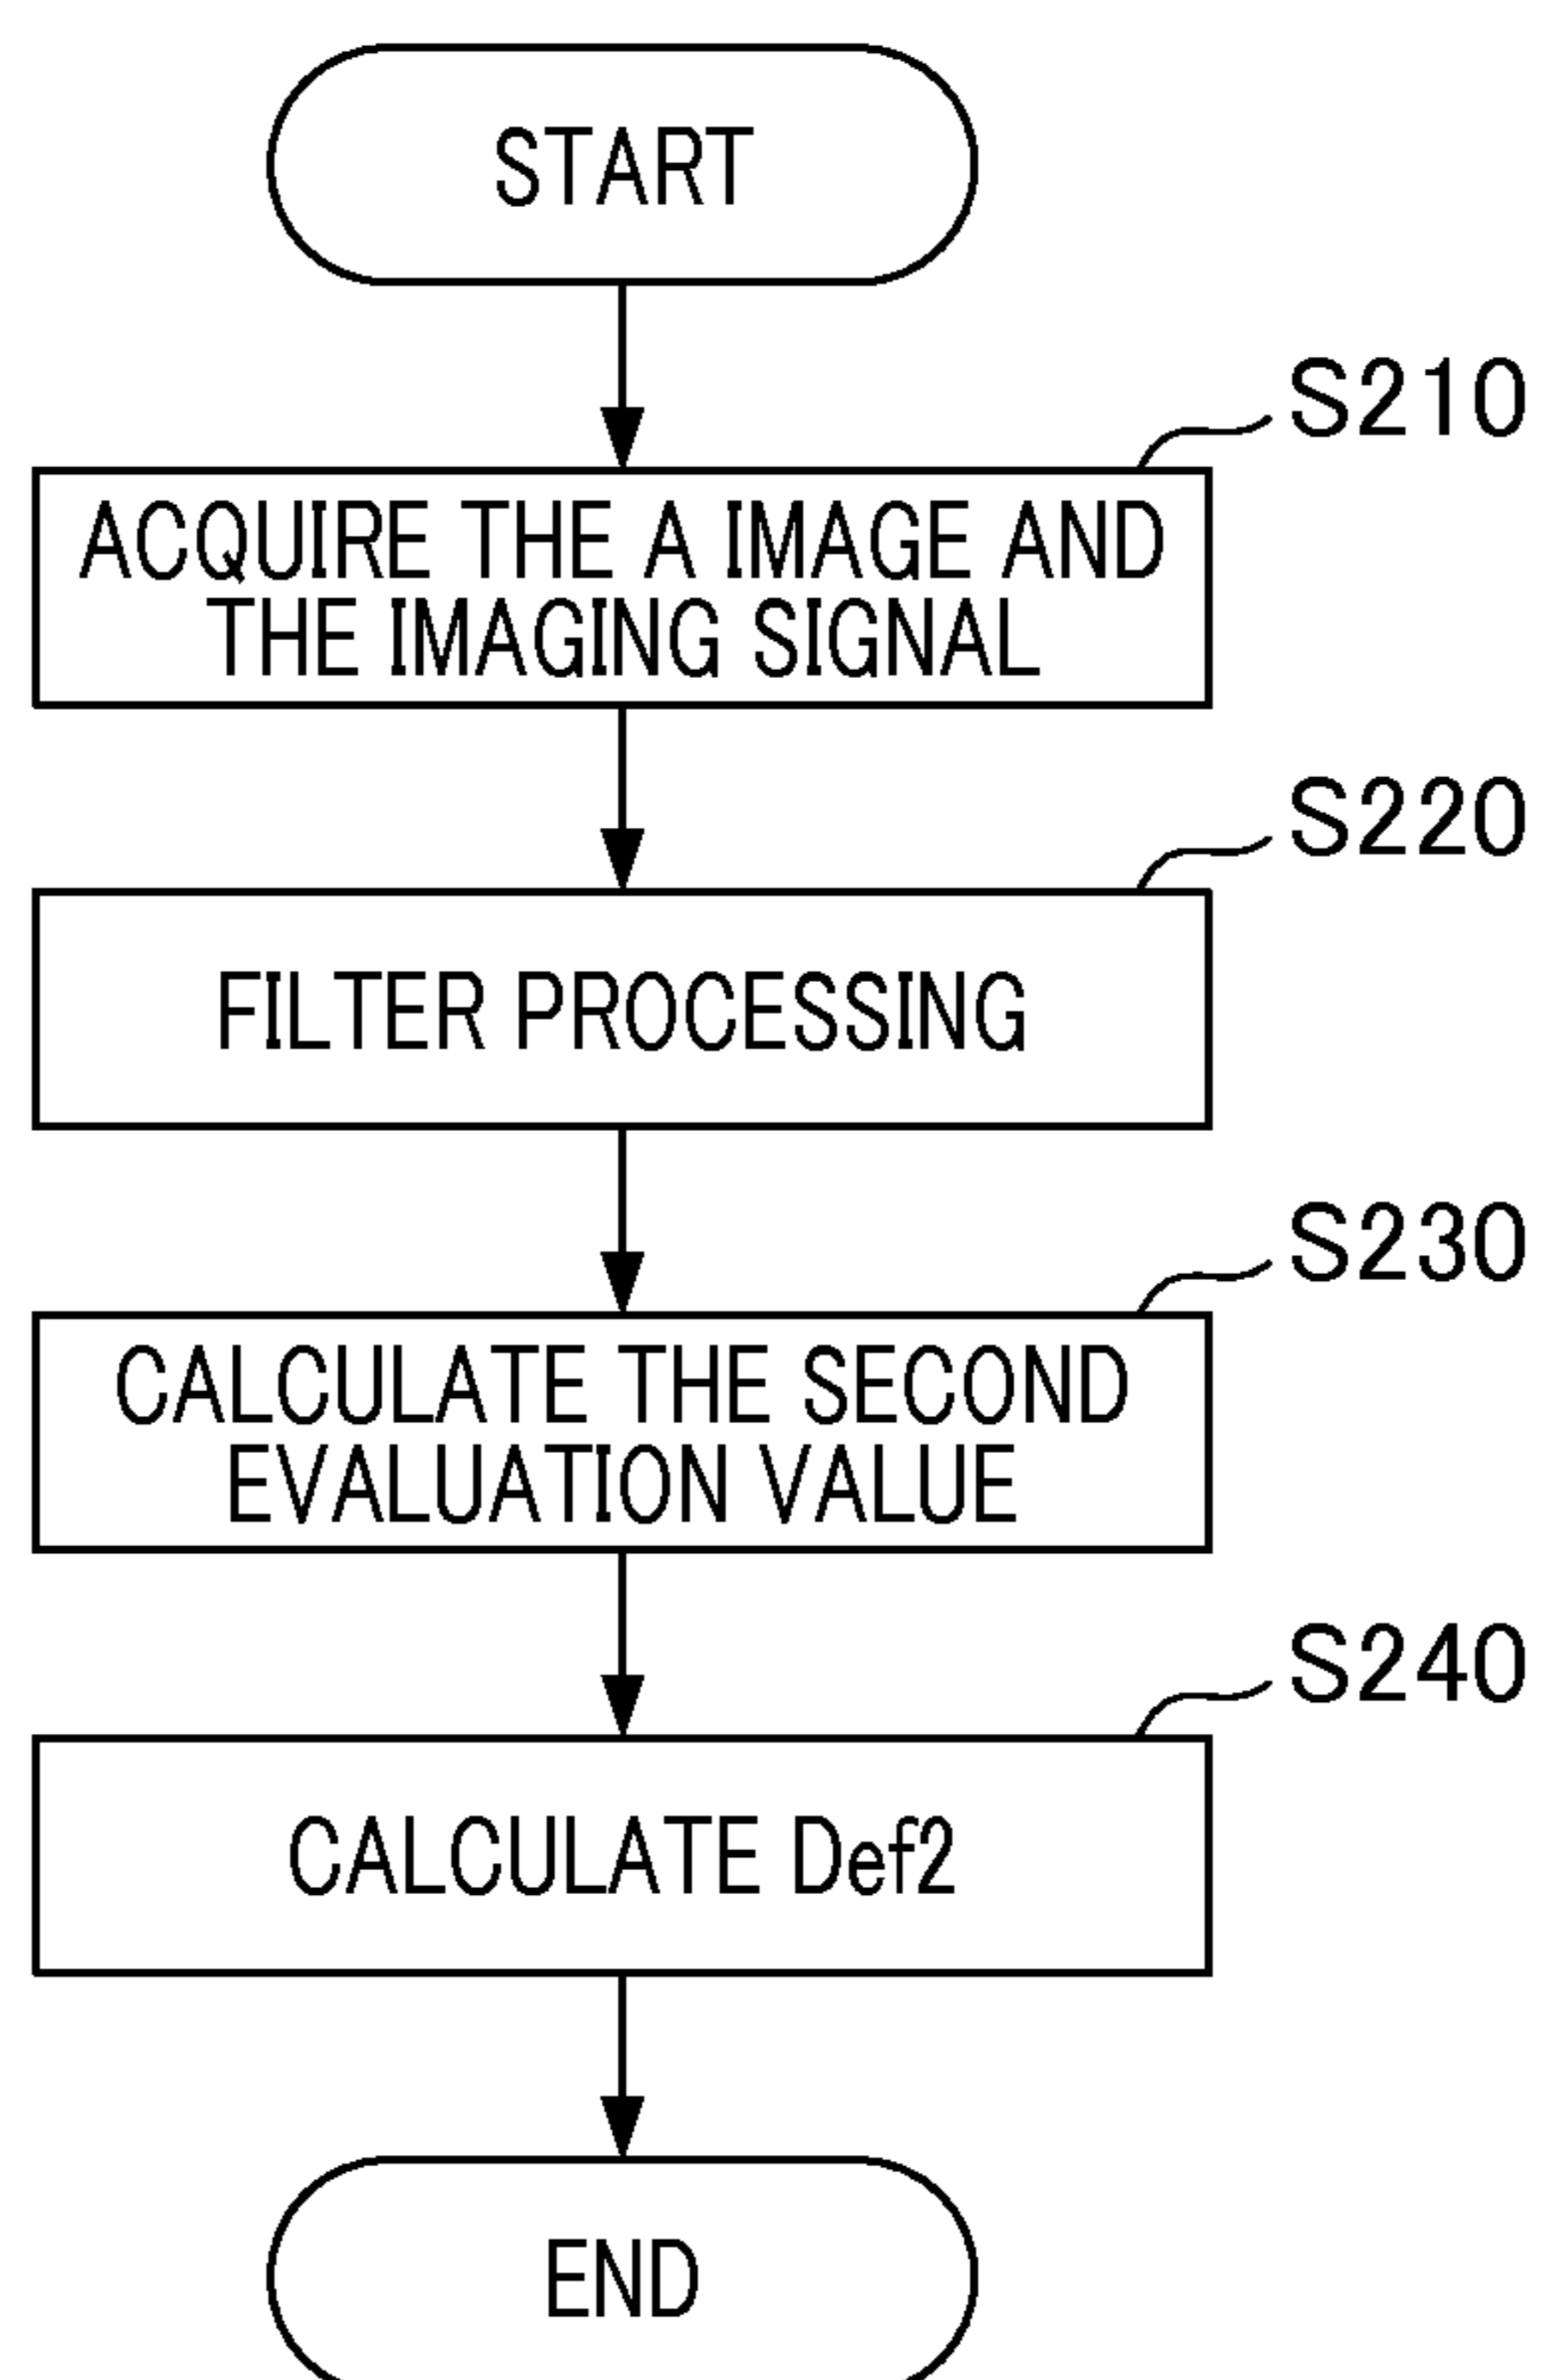 START
S210
ACQUIRE THE A IMAGE AND
THE IMAGING SIGNAL
S220
FILTER PROCESSING
S230
CALCULATE THE SECOND
EVALUATION VALUE
S240
CALCULATE Def2
END